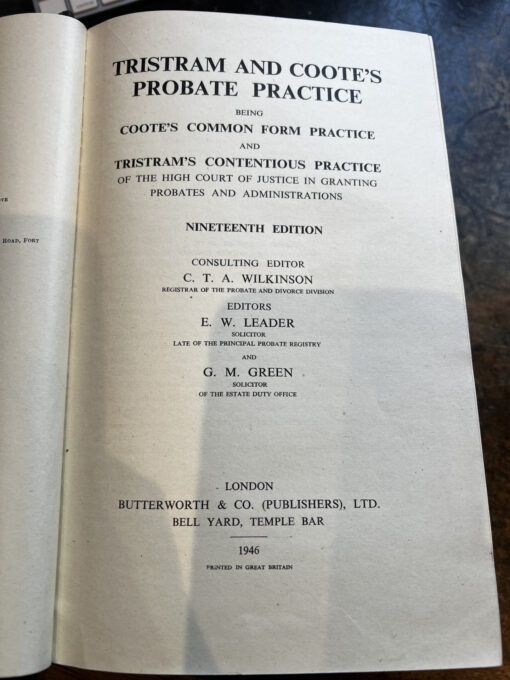 VE
ROAD, FORT
TRISTRAM AND COOTE'S
PROBATE PRACTICE
BEING
COOTE'S COMMON FORM PRACTICE
AND
TRISTRAM'S CONTENTIOUS PRACTICE
OF THE HIGH COURT OF JUSTICE IN GRANTING
PROBATES AND ADMINISTRATIONS
NINETEENTH EDITION
CONSULTING EDITOR
C. T. A. WILKINSON
REGISTRAR OF THE PROBATE AND DIVORCE DIVISION
EDITORS
E. W. LEADER
SOLICITOR
LATE OF THE PRINCIPAL PROBATE REGISTRY
AND
G. M. GREEN
SOLICITOR
OF THE ESTATE DUTY OFFICE
LONDON
BUTTERWORTH & CO. (PUBLISHERS), LTD.
BELL YARD, TEMPLE BAR
1946
PRINTED IN GREAT BRITAIN